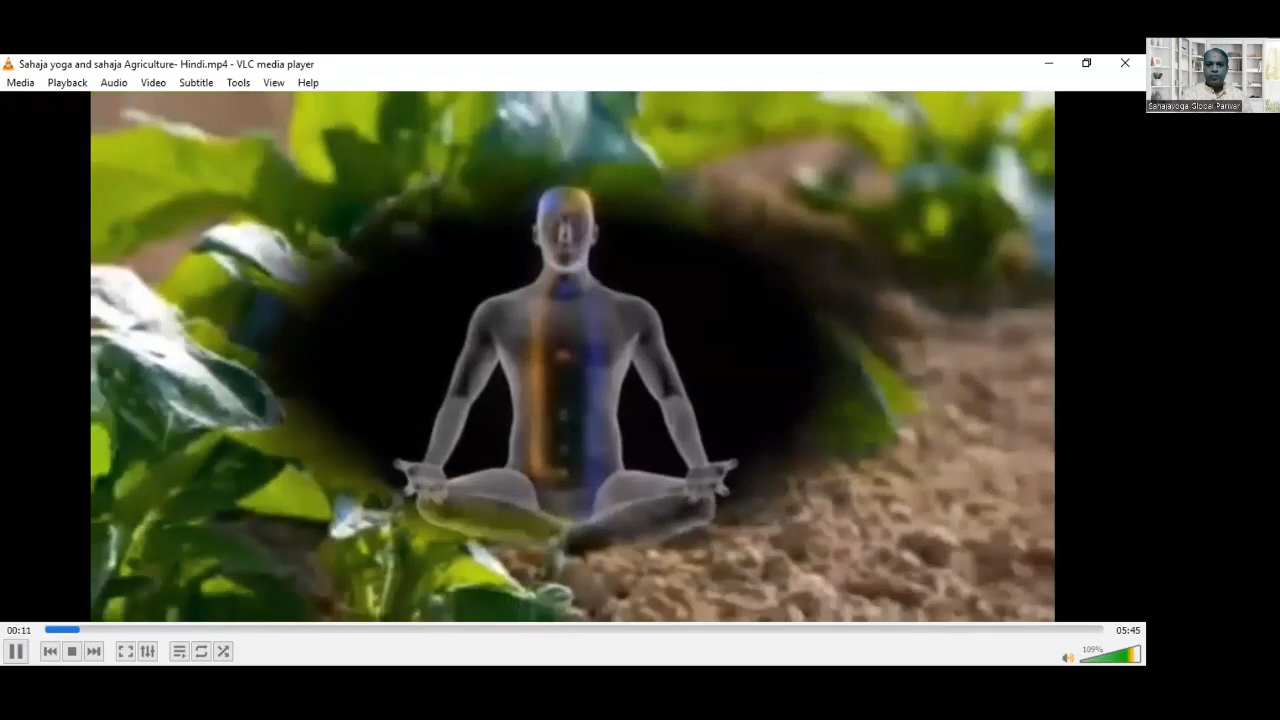 Sahaja yoga and sahaja Agriculture- Hindi.mp4 - VLC media player
Media Playback Audio Video Subtitle Tools View Help
Sahajayoga Global Parivar
00:11
05:45
109%